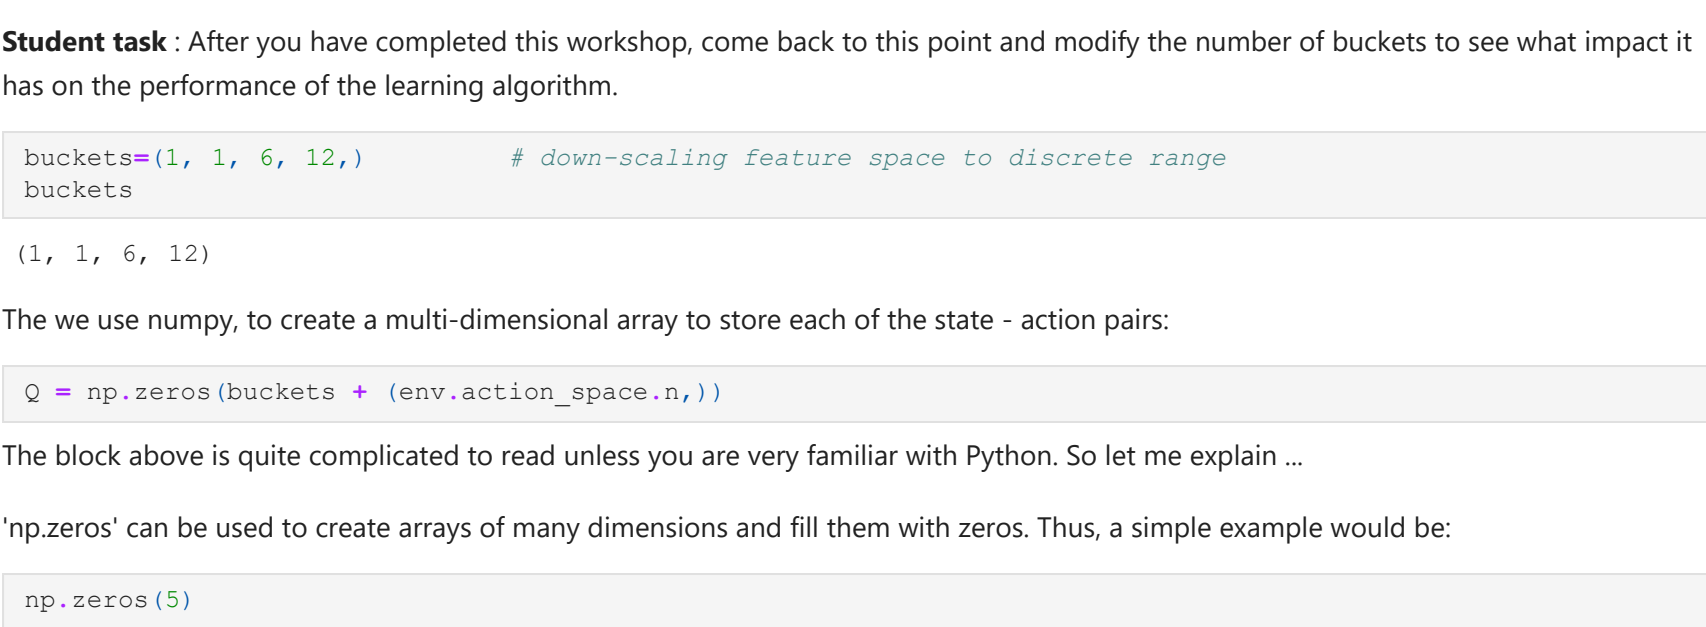 Student task : After you have completed this workshop, come back to this point and modify the number of buckets to see what impact it
has on the performance of the learning algorithm.
buckets=(1, 1, 6, 12,)            # down-scaling feature space to discrete range
buckets
(1, 1, 6, 12)
The we use numpy, to create a multi-dimensional array to store each of the state - action pairs:
Q = np.zeros(buckets + (env.action_space.n,))
The block above is quite complicated to read unless you are very familiar with Python. So let me explain ...
'np.zeros' can be used to create arrays of many dimensions and fill them with zeros. Thus, a simple example would be:
np.zeros(5)